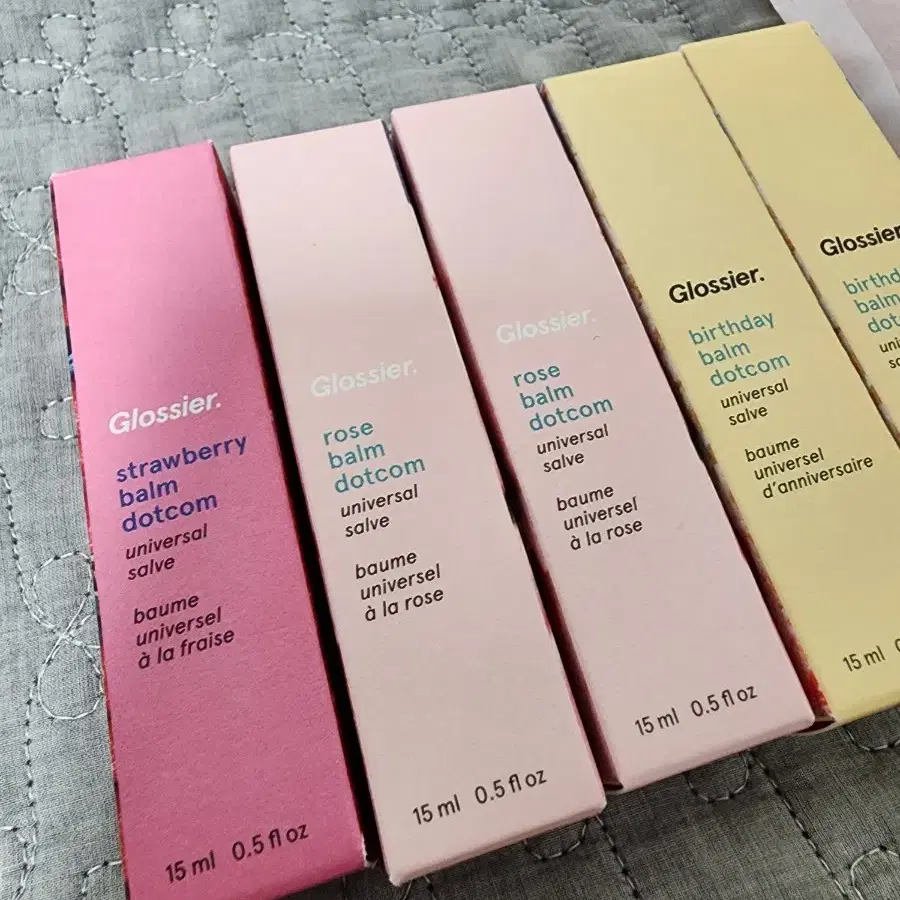 Glossier.
strawberry
balm
dotcom
universal
salve
baume
universel
à la fraise
15 ml 0.5 fl oz
Glossier.
rose
balm
dotcom
universal
salve
baume
universel
à la rose
15 ml 0.5 fl oz
Glossier.
rose
balm
dotcom
universal
salve
baume
universel
à la rose
15 ml 0.5 fl oz
Glossier.
birthday
balm
dotcom
universal
salve
baume
universel
d'anniversaire
15 ml
Glossier
balm